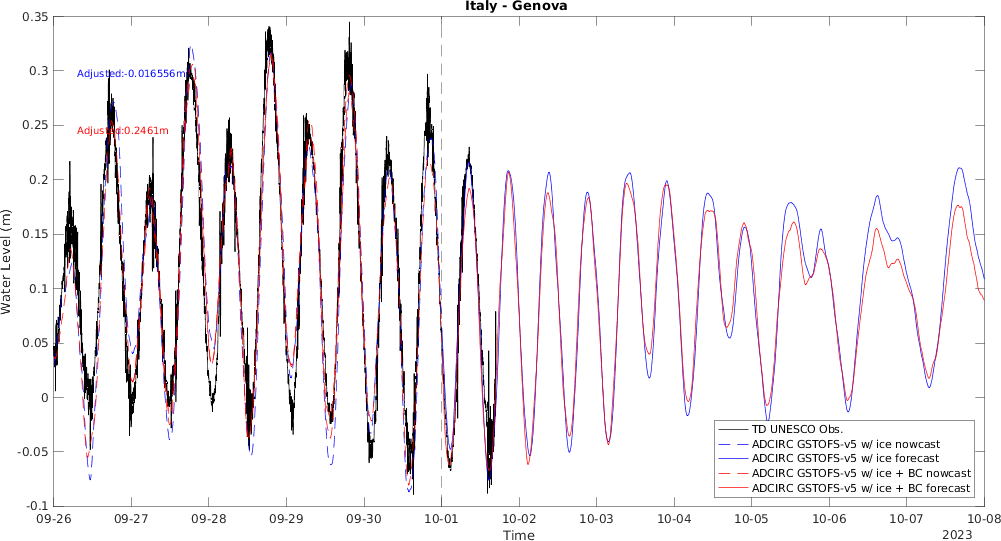 Italy - Genova
0.35
0.3
0.25
0.2
0.15
0.1
0.05
0
-0.05
-0.1
Water Level (m)
Adjusted:-0.016556m
Adjusted:0.2461m
TD UNESCO Obs.
ADCIRC GSTOFS-v5 w/ ice nowcast
ADCIRC GSTOFS-v5 w/ ice forecast
ADCIRC GSTOFS-v5 w/ ice + BC nowcast
ADCIRC GSTOFS-v5 w/ ice + BC forecast
09-26 09-27 09-28 09-29 09-30 10-01 10-02 10-03 10-04 10-05 10-06 10-07 10-08
Time
2023